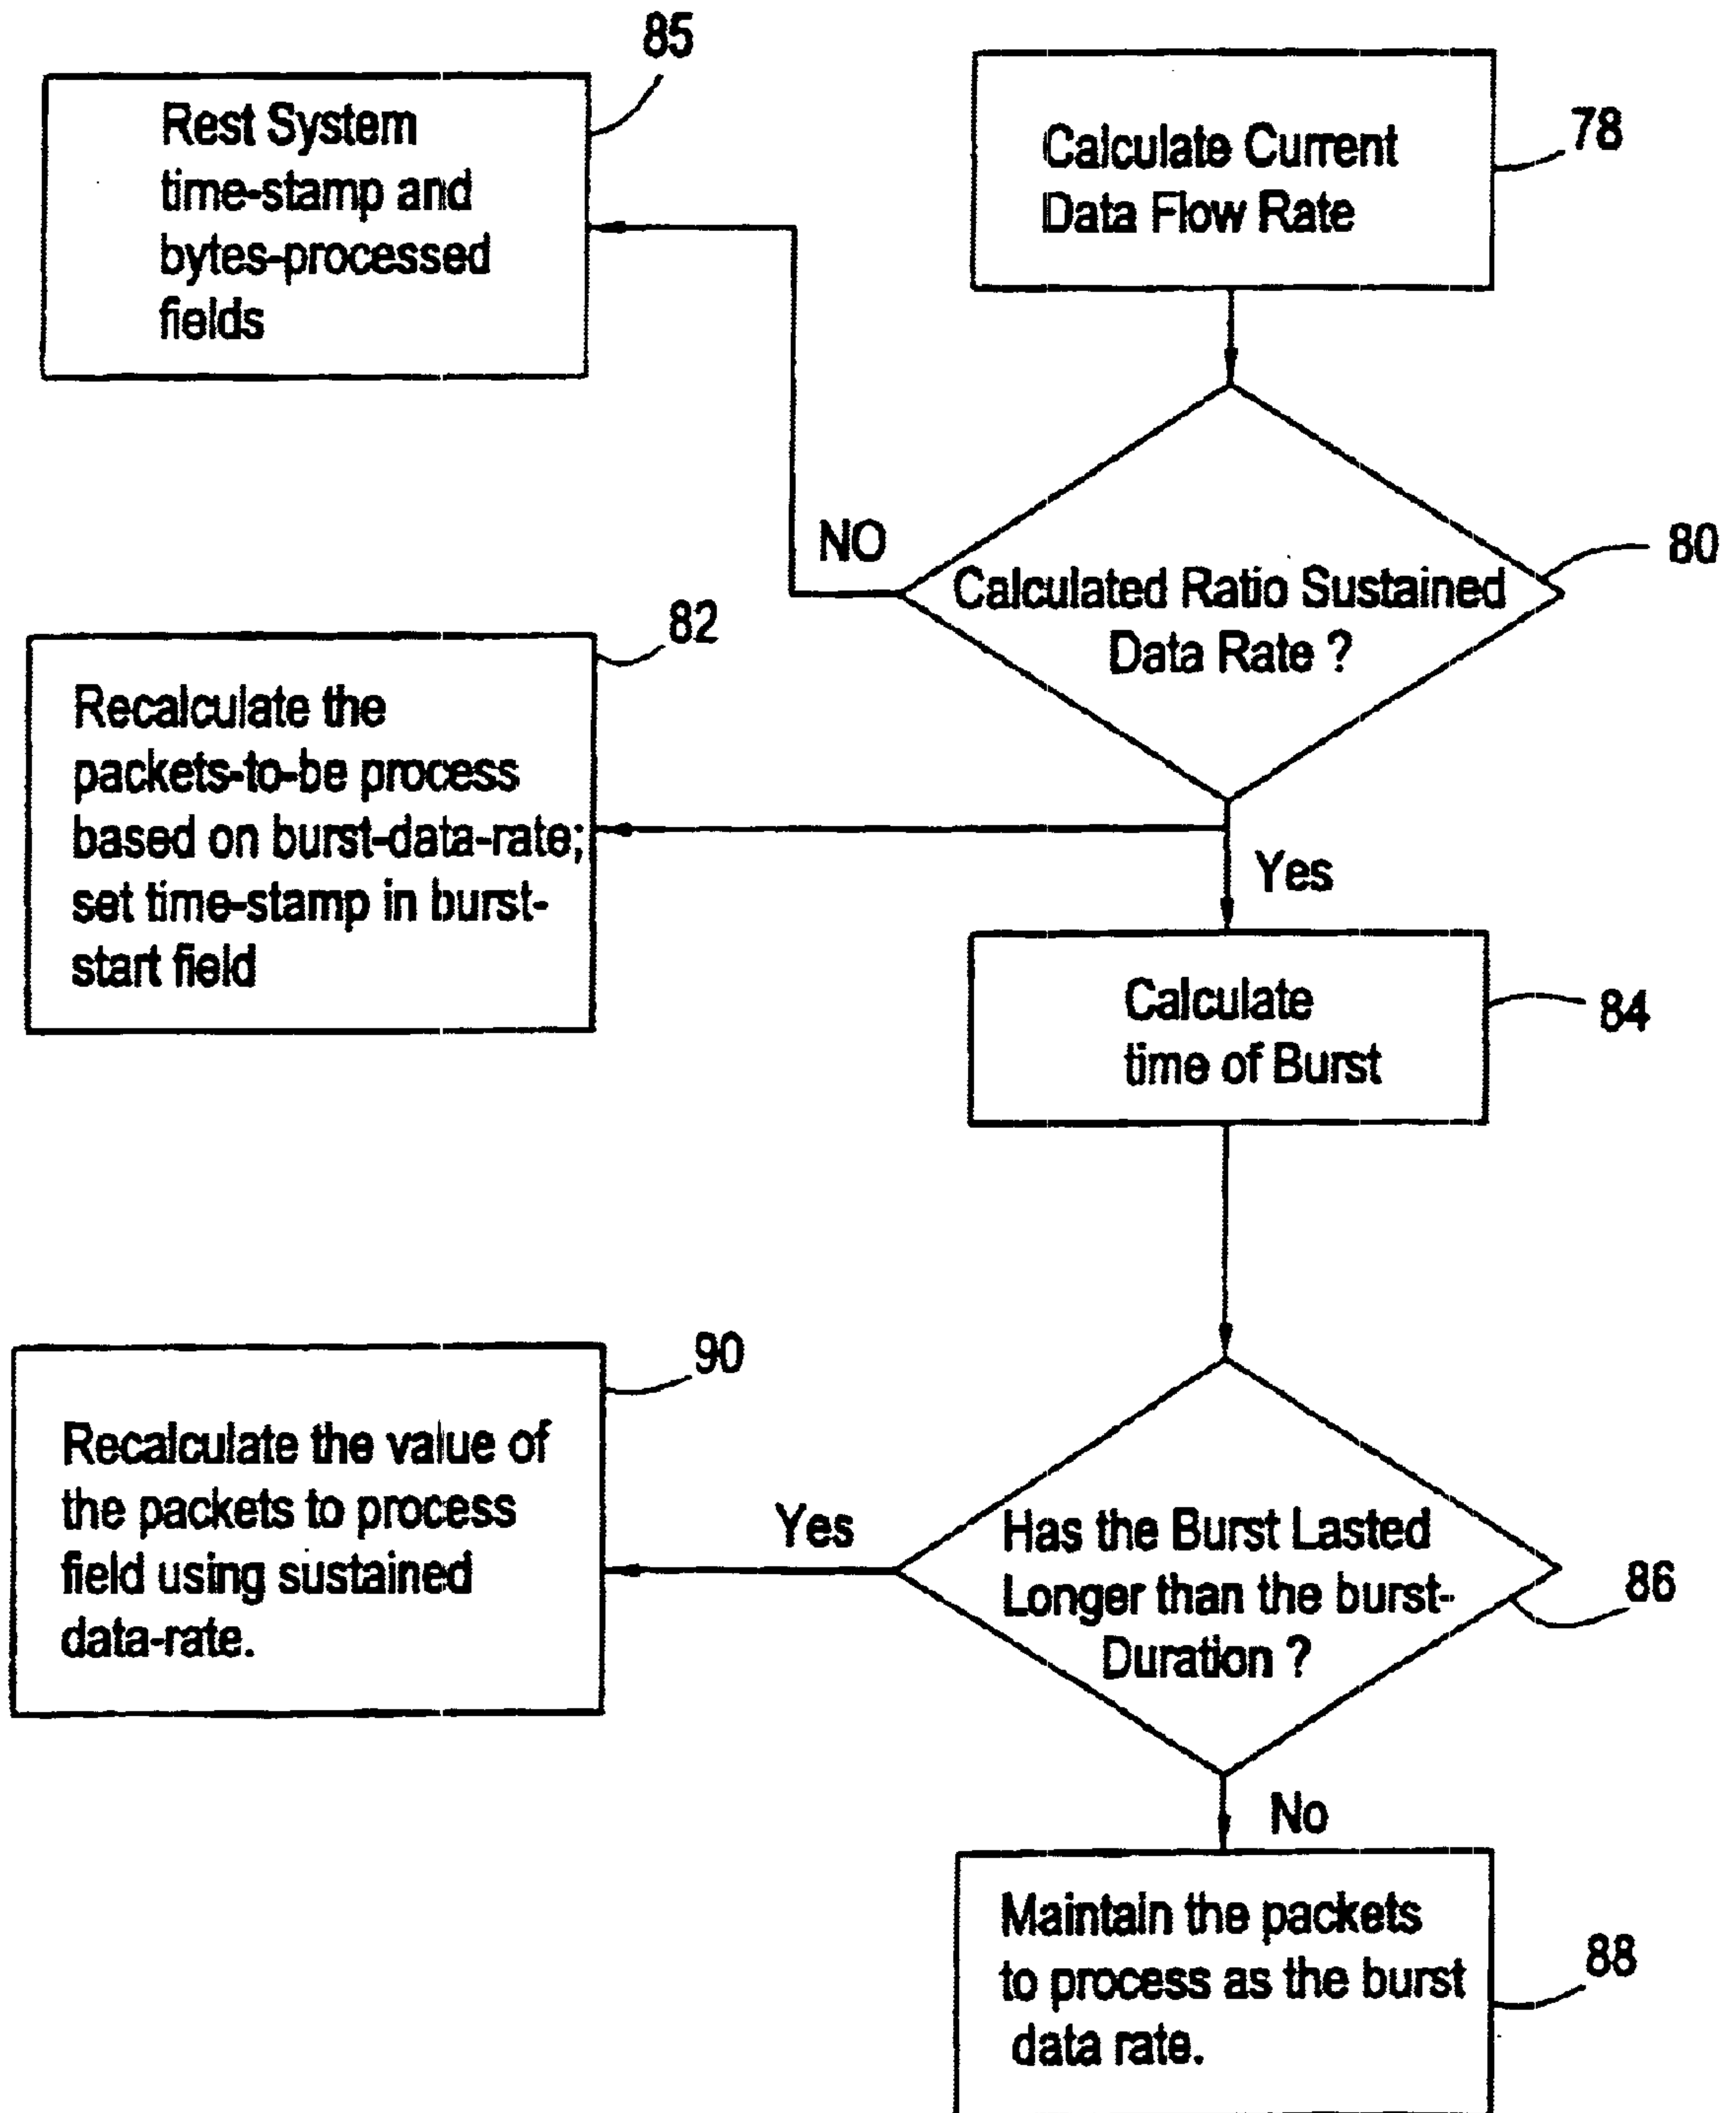 85
Rest System
time-stamp and
bytes-processed
fields
Calculate Current
Data Flow Rate
78
NO
Calculated Ratio Sustained
Data Rate ?
80
82
Recalculate the
packets-to-be process
based on burst-data-rate;
set time-stamp in burst-
start field
Yes
Calculate
time of Burst
84
90
Recalculate the value of
the packets to process
field using sustained
data-rate.
Yes
Has the Burst Lasted
Longer than the burst-
Duration ?
86
No
Maintain the packets
to process as the burst
data rate.
88